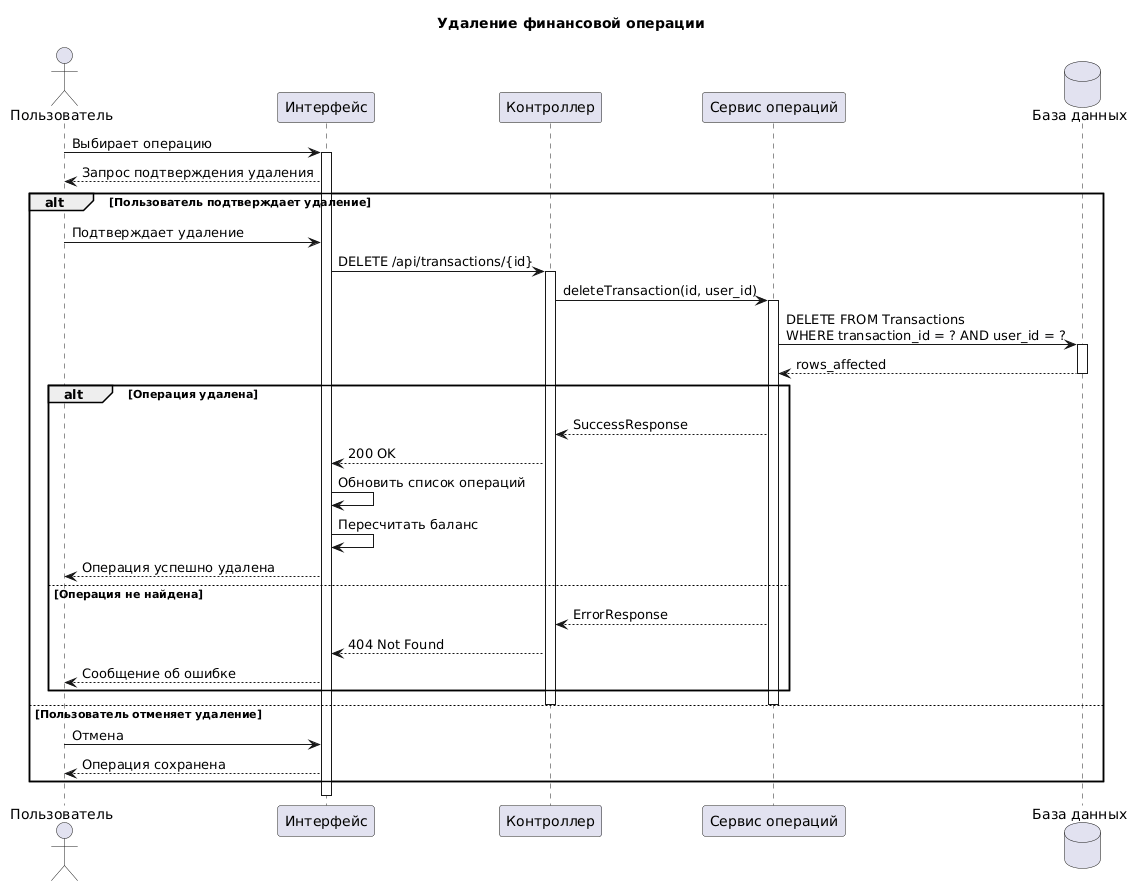 Удаление финансовой операции
Пользователь
Интерфейс
Контроллер
Сервис операций
База данных
Выбирает операцию
Запрос подтверждения удаления
alt
[Пользователь подтверждает удаление]
Подтверждает удаление
DELETE /api/transactions/{id}
deleteTransaction(id, user_id)
DELETE FROM Transactions
WHERE transaction_id = ? AND user_id = ?
rows_affected
alt
[Операция удалена]
SuccessResponse
200 OK
Обновить список операций
Пересчитать баланс
Операция успешно удалена
[Операция не найдена]
ErrorResponse
404 Not Found
Сообщение об ошибке
[Пользователь отменяет удаление]
Отмена
Операция сохранена
Пользователь
Интерфейс
Контроллер
Сервис операций
База данных